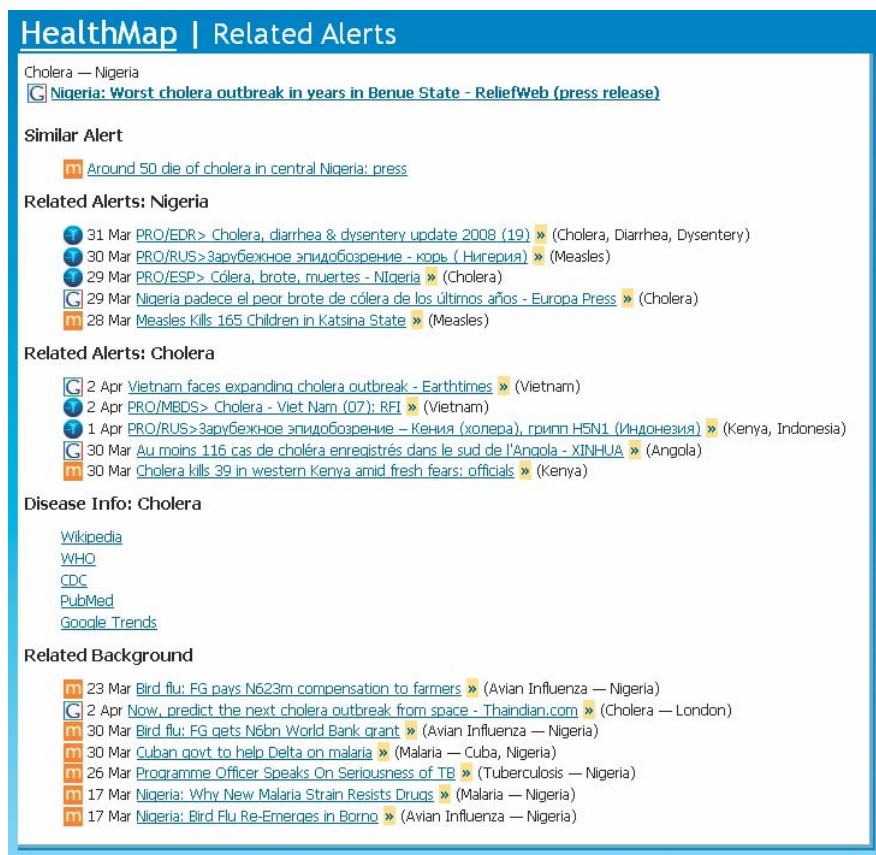 HealthMap | Related Alerts
Cholera — Nigeria
G Nigeria: Worst cholera outbreak in years in Benue State - ReliefWeb (press release)
Similar Alert
m Around 50 die of cholera in central Nigeria: press
Related Alerts: Nigeria
31 Mar PRO/EDR> Cholera, diarrhea & dysentery update 2008 (19) » (Cholera, Diarrhea, Dysentery)
30 Mar PRO/RUS>Зарубежное эпидобозрение - корь ( Нигерия) » (Measles)
29 Mar PRO/ESP> Cólera, brote, muertes - NIgeria » (Cholera)
G 29 Mar Nigeria padece el peor brote de cólera de los últimos años - Europa Press » (Cholera)
m 28 Mar Measles Kills 165 Children in Katsina State » (Measles)
Related Alerts: Cholera
G 2 Apr Vietnam faces expanding cholera outbreak - Earthtimes » (Vietnam)
2 Apr PRO/MBDS> Cholera - Viet Nam (07): RFI » (Vietnam)
1 Apr PRO/RUS>Зарубежное эпидобозрение – Кения (холера), грипп H5N1 (Индонезия) » (Kenya, Indonesia)
G 30 Mar Au moins 116 cas de choléra enregistrés dans le sud de l'Angola - XINHUA » (Angola)
m 30 Mar Cholera kills 39 in western Kenya amid fresh fears: officials » (Kenya)
Disease Info: Cholera
Wikipedia
WHO
CDC
PubMed
Google Trends
Related Background
m 23 Mar Bird flu: FG pays N623m compensation to farmers » (Avian Influenza — Nigeria)
G 2 Apr Now, predict the next cholera outbreak from space - Thaindian.com » (Cholera — London)
m 30 Mar Bird flu: FG gets N6bn World Bank grant » (Avian Influenza — Nigeria)
m 30 Mar Cuban govt to help Delta on malaria » (Malaria — Cuba, Nigeria)
m 26 Mar Programme Officer Speaks On Seriousness of TB » (Tuberculosis — Nigeria)
m 17 Mar Nigeria: Why New Malaria Strain Resists Drugs » (Malaria — Nigeria)
m 17 Mar Nigeria: Bird Flu Re-Emerges in Borno » (Avian Influenza — Nigeria)